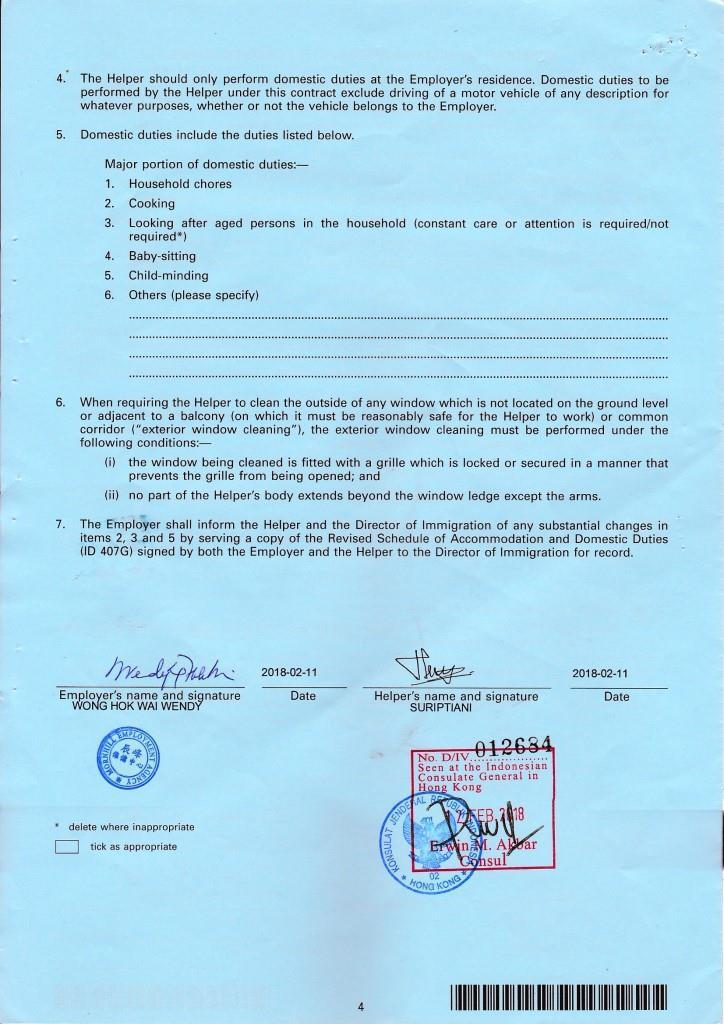 4. The Helper should only perform domestic duties at the Employer's residence. Domestic duties to be
performed by the Helper under this contract exclude driving of a motor vehicle of any description for
whatever purposes, whether or not the vehicle belongs to the Employer.
5. Domestic duties include the duties listed below.
Major portion of domestic duties:—
1. Household chores
2. Cooking
3. Looking after aged persons in the household (constant care or attention is required/not
required*)
4. Baby-sitting
5. Child-minding
6. Others (please specify)
6. When requiring the Helper to clean the outside of any window which is not located on the ground level
or adjacent to a balcony (on which it must be reasonably safe for the Helper to work) or common
corridor ("exterior window cleaning"), the exterior window cleaning must be performed under the
following conditions:—
(i) the window being cleaned is fitted with a grille which is locked or secured in a manner that
prevents the grille from being opened; and
(ii) no part of the Helper's body extends beyond the window ledge except the arms.
7. The Employer shall inform the Helper and the Director of Immigration of any substantial changes in
items 2, 3 and 5 by serving a copy of the Revised Schedule of Accommodation and Domestic Duties
(ID 407G) signed by both the Employer and the Helper to the Director of Immigration for record.
2018-02-11 2018-02-11
Employer's name and signature Date Helper's name and signature Date
WONG HOK WAI WENDY SURIPTIANI
MORNHILL EMPLOYMENT AGENCY
長峰
中心
No. D/IV 012684
Seen at the Indonesian
Consulate General in
Hong Kong
FEB 2018
Erwin M. Akbar
Consul
KONSULAT JENDERAL REPUBLIK INDONESIA
02
* HONG KONG *
* delete where inappropriate
tick as appropriate
4